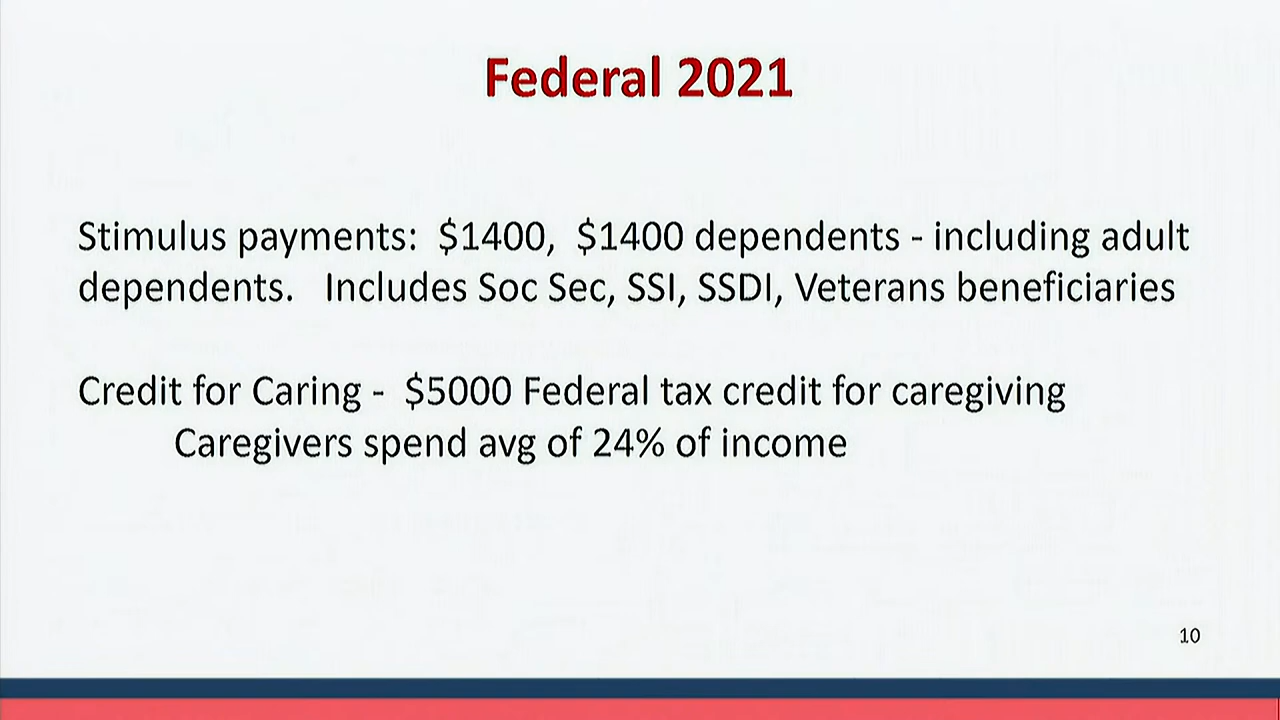 Federal 2021
Stimulus payments:  $1400,  $1400 dependents - including adult
dependents.   Includes Soc Sec, SSI, SSDI, Veterans beneficiaries
Credit for Caring -  $5000 Federal tax credit for caregiving
Caregivers spend avg of 24% of income
10